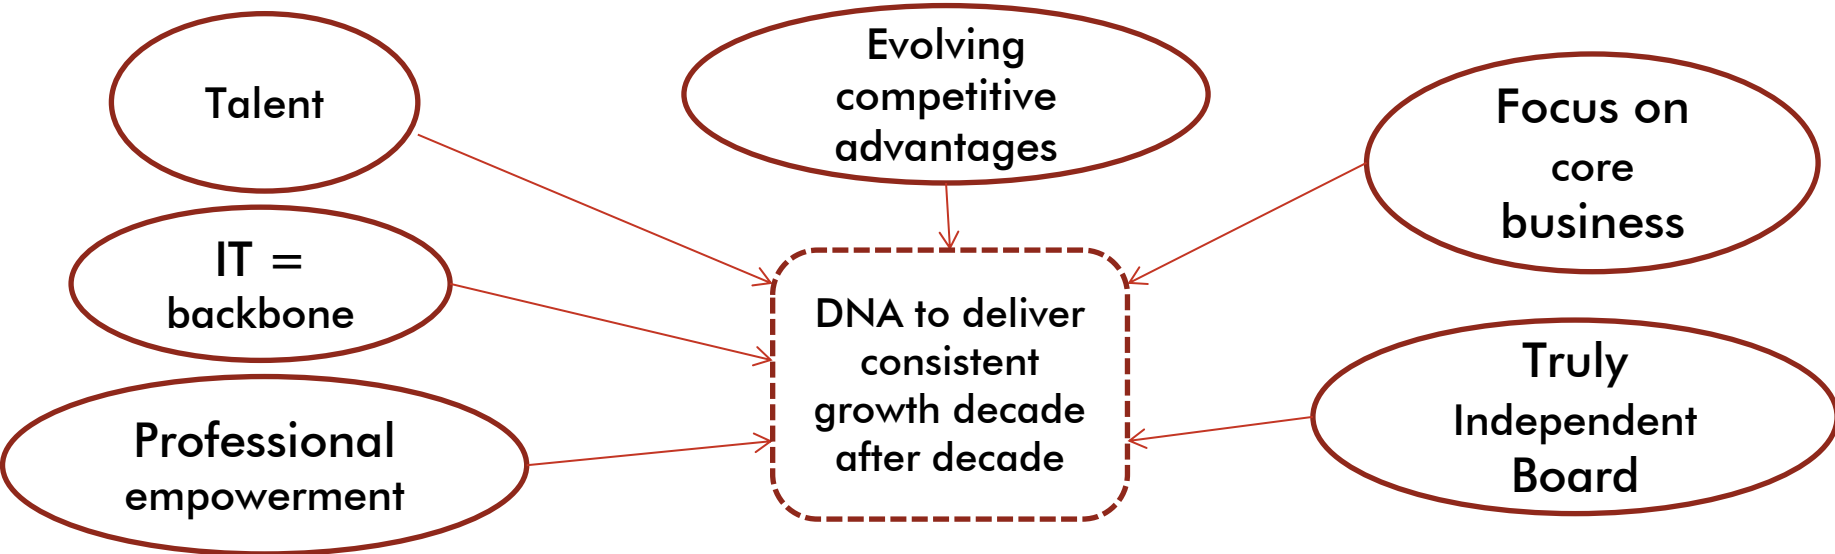 Talent
Evolving
competitive
advantages
Focus on
core
business
IT =
backbone
DNA to deliver
consistent
growth decade
after decade
Professional
empowerment
Truly
Independent
Board